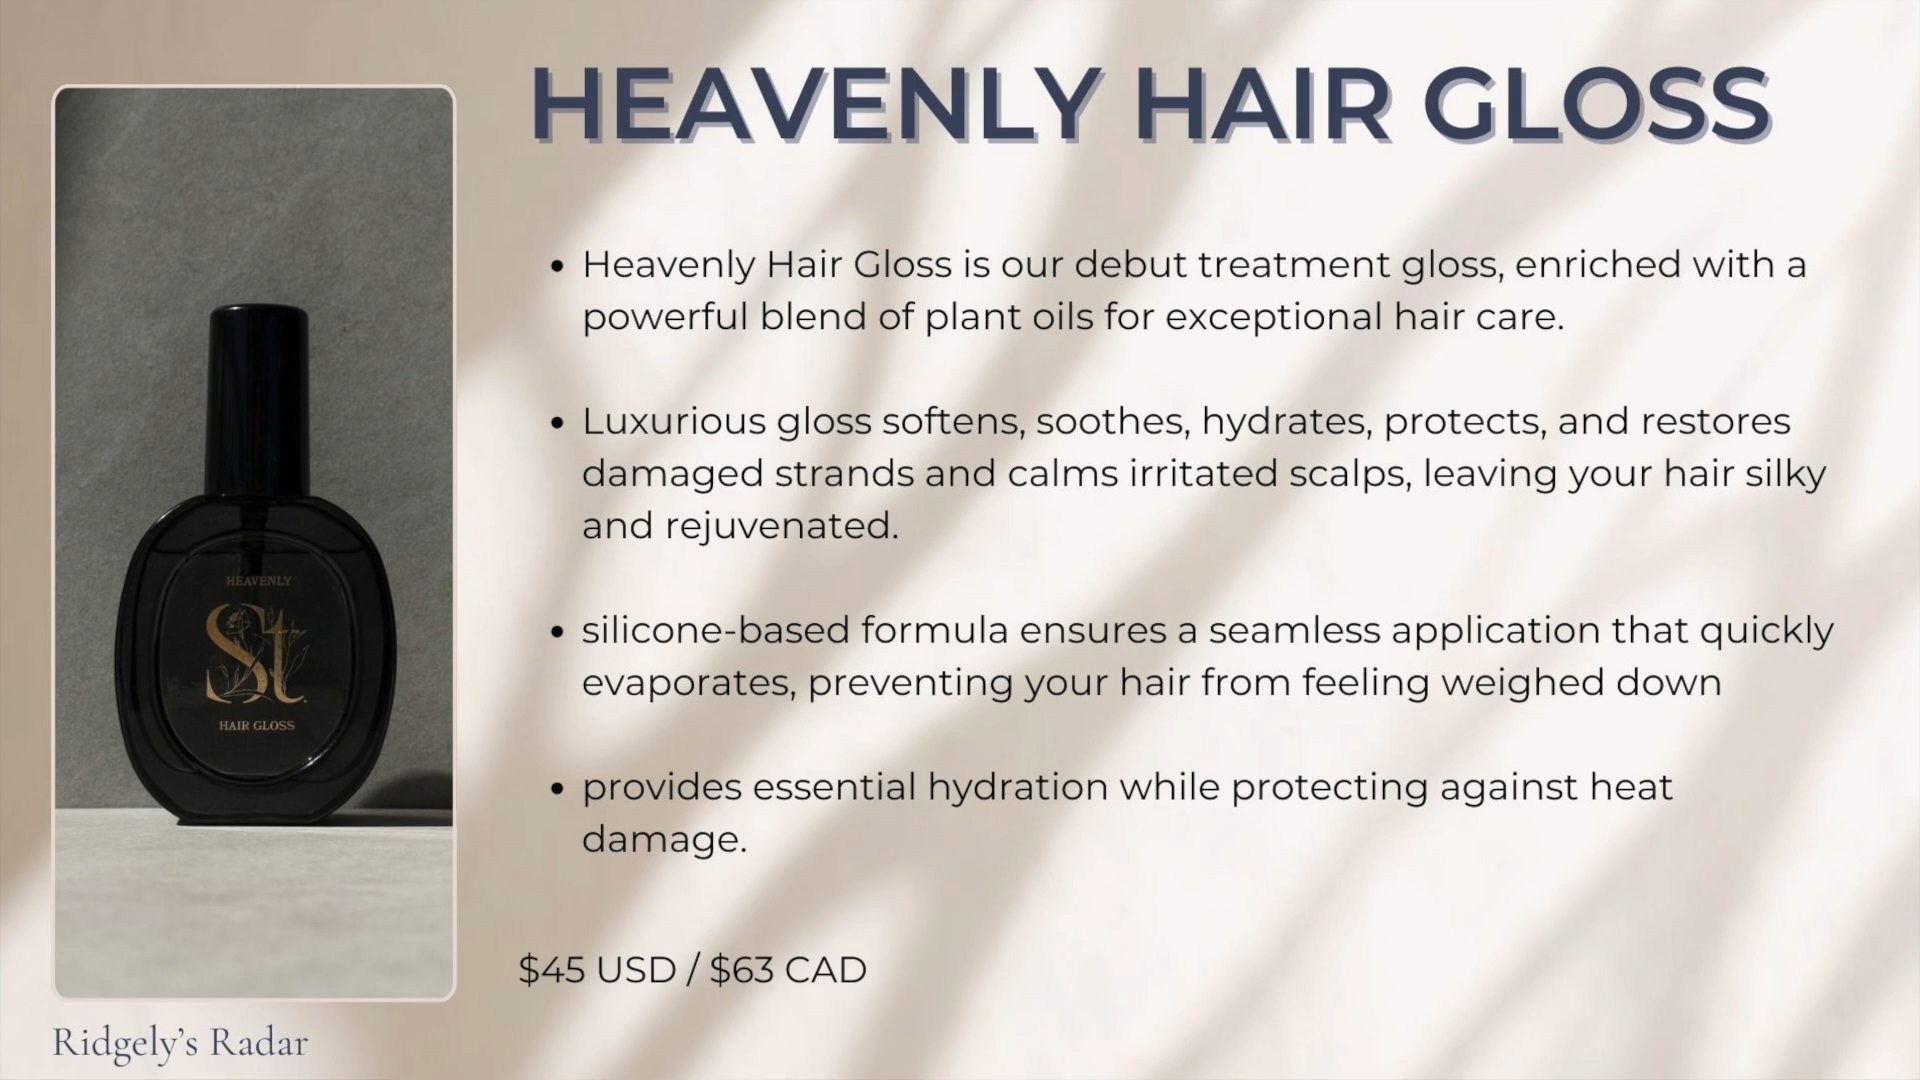 HEAVENLY HAIR GLOSS
• Heavenly Hair Gloss is our debut treatment gloss, enriched with a
powerful blend of plant oils for exceptional hair care.
• Luxurious gloss softens, soothes, hydrates, protects, and restores
damaged strands and calms irritated scalps, leaving your hair silky
and rejuvenated.
• silicone-based formula ensures a seamless application that quickly
evaporates, preventing your hair from feeling weighed down
• provides essential hydration while protecting against heat
damage.
$45 USD / $63 CAD
HEAVENLY
St.
HAIR GLOSS
Ridgely’s Radar